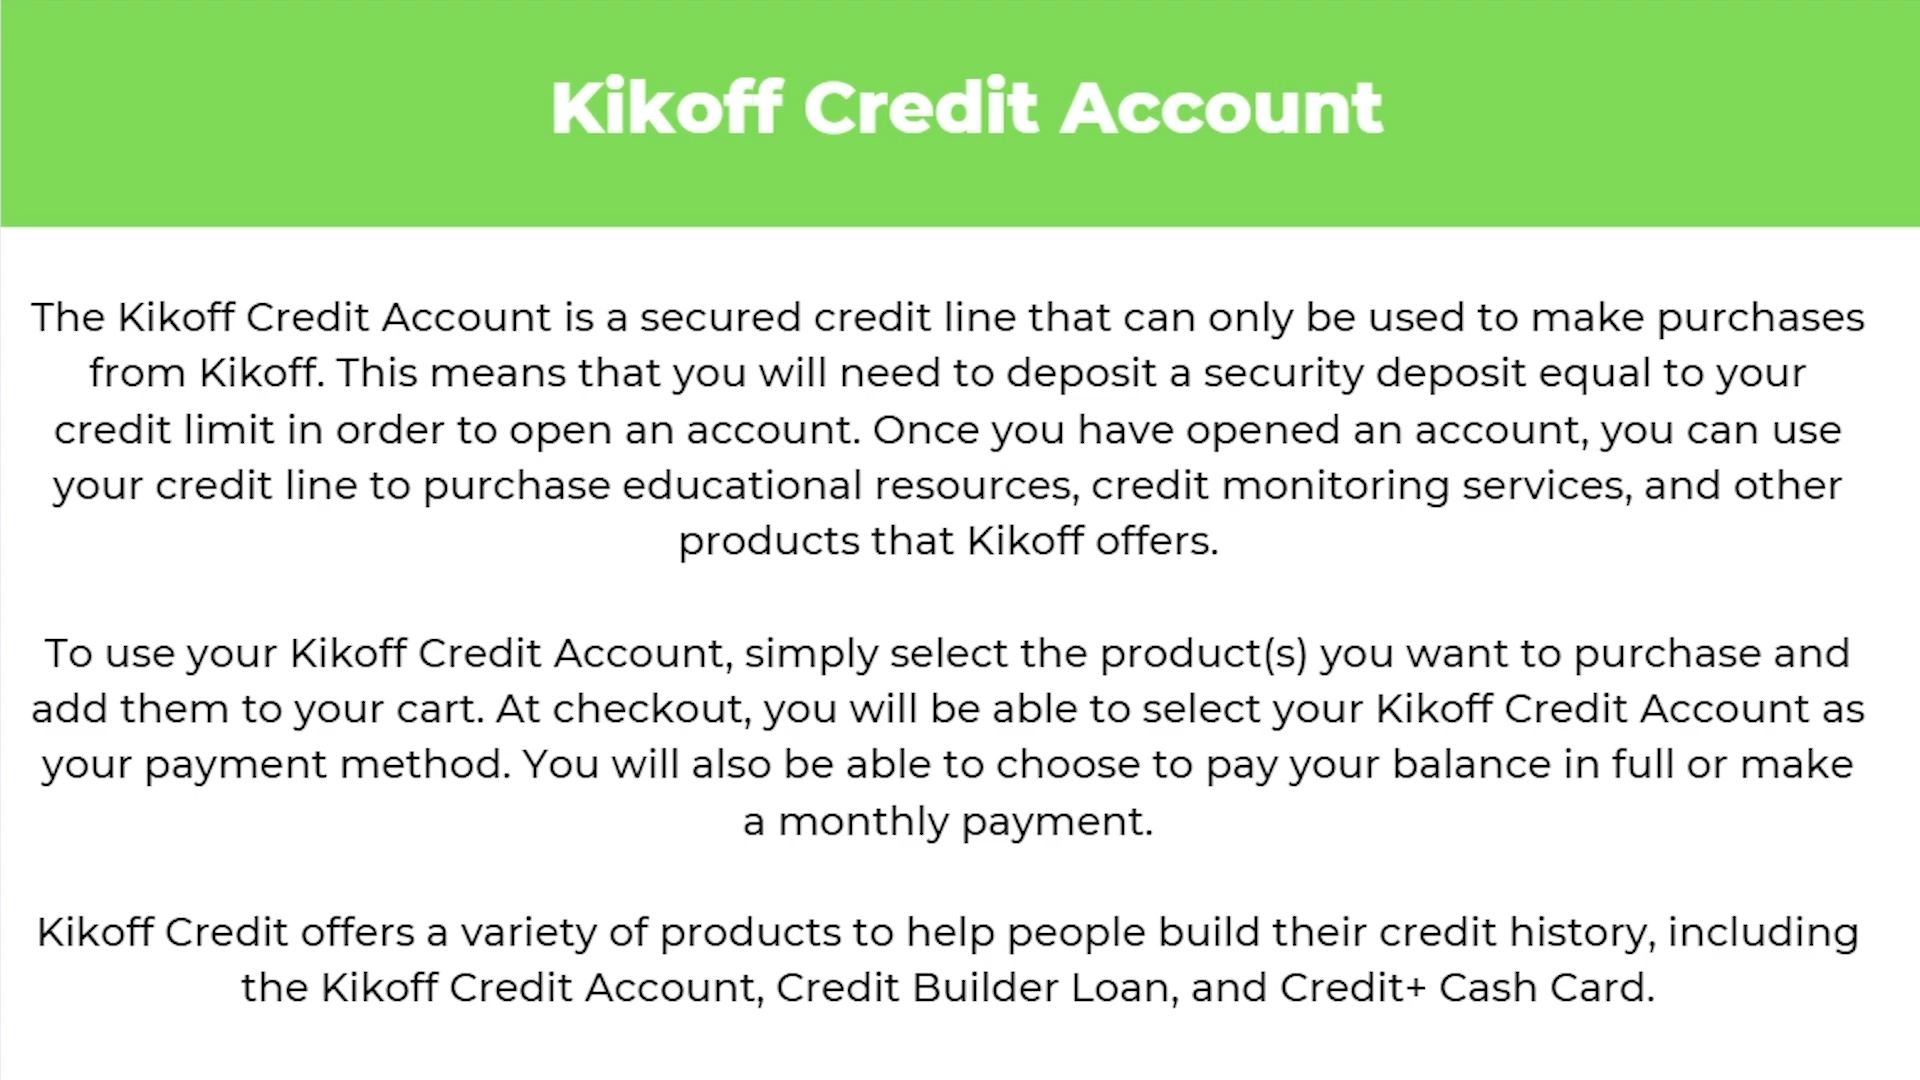 Kikoff Credit Account
The Kikoff Credit Account is a secured credit line that can only be used to make purchases
from Kikoff. This means that you will need to deposit a security deposit equal to your
credit limit in order to open an account. Once you have opened an account, you can use
your credit line to purchase educational resources, credit monitoring services, and other
products that Kikoff offers.
To use your Kikoff Credit Account, simply select the product(s) you want to purchase and
add them to your cart. At checkout, you will be able to select your Kikoff Credit Account as
your payment method. You will also be able to choose to pay your balance in full or make
a monthly payment.
Kikoff Credit offers a variety of products to help people build their credit history, including
the Kikoff Credit Account, Credit Builder Loan, and Credit+ Cash Card.